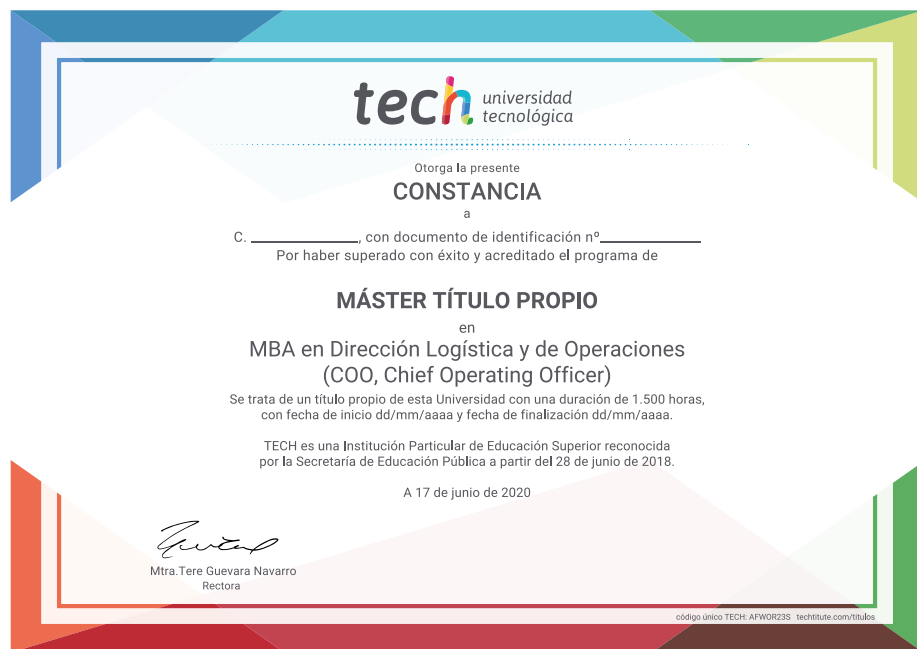 tech universidad
tecnológica
Otorga la presente
CONSTANCIA
a
C. ____________, con documento de identificación nº____________
Por haber superado con éxito y acreditado el programa de
MÁSTER TÍTULO PROPIO
en
MBA en Dirección Logística y de Operaciones
(COO, Chief Operating Officer)
Se trata de un título propio de esta Universidad con una duración de 1.500 horas,
con fecha de inicio dd/mm/aaaa y fecha de finalización dd/mm/aaaa.
TECH es una Institución Particular de Educación Superior reconocida
por la Secretaría de Educación Pública a partir del 28 de junio de 2018.
A 17 de junio de 2020
Mtra.Tere Guevara Navarro
Rectora
código único TECH: AFWOR23S techtitute.com/titulos